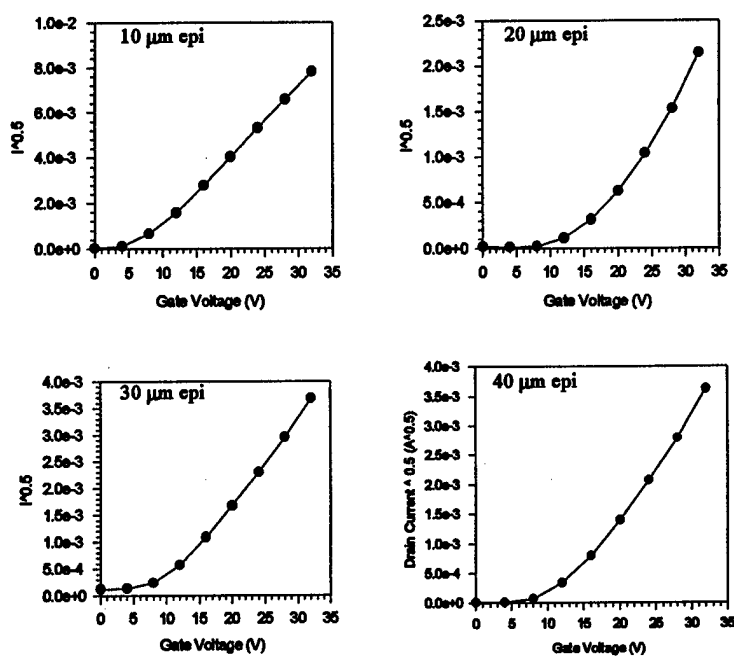 10 μm epi
1.0e-2
8.0e-3
6.0e-3
4.0e-3
2.0e-3
0.0e+0
I^0.5
0 5 10 15 20 25 30 35
Gate Voltage (V)
20 μm epi
2.5e-3
2.0e-3
1.5e-3
1.0e-3
5.0e-4
0.0e+0
I^0.5
0 5 10 15 20 25 30 35
Gate Voltage (V)
30 μm epi
4.0e-3
3.5e-3
3.0e-3
2.5e-3
2.0e-3
1.5e-3
1.0e-3
5.0e-4
0.0e+0
I^0.5
0 5 10 15 20 25 30 35
Gate Voltage (V)
40 μm epi
4.0e-3
3.5e-3
3.0e-3
2.5e-3
2.0e-3
1.5e-3
1.0e-3
5.0e-4
0.0e+0
Drain Current ^ 0.5 (A^0.5)
0 5 10 15 20 25 30 35
Gate Voltage (V)